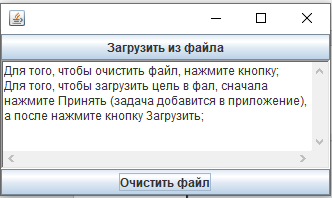 Загрузить из файла
Для того, чтобы очистить файл, нажмите кнопку;
Для того, чтобы загрузить цель в фал, сначала
нажмите Принять (задача добавится в приложение),
а после нажмите кнопку Загрузить;
Очистить файл